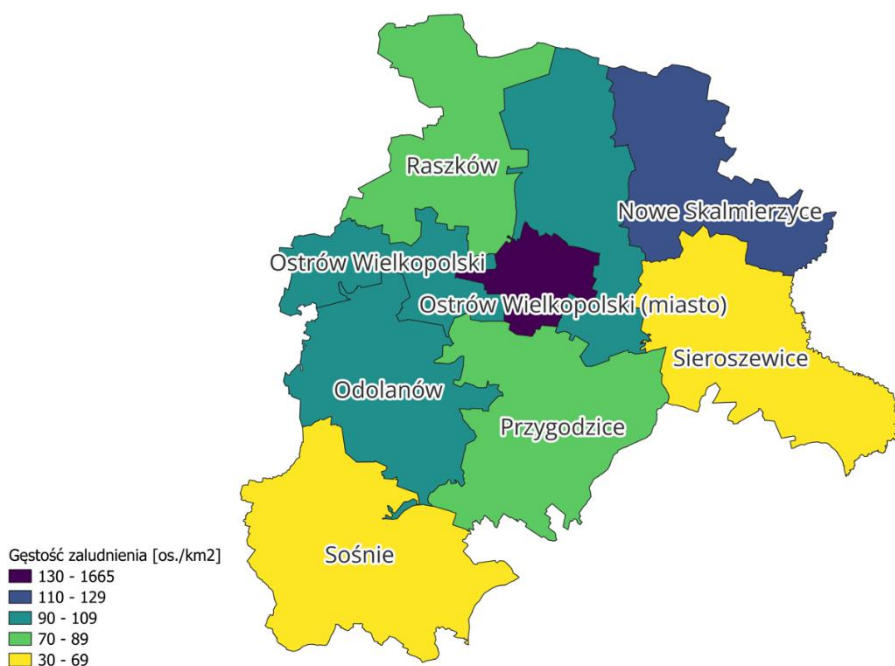 Raszków
Nowe Skalmierzyce
Ostrów Wielkopolski
Ostrów Wielkopolski (miasto)
Sieroszewice
Odolanów
Przygodzice
Sośnie
Gęstość zaludnienia [os./km2]
130 - 1665
110 - 129
90 - 109
70 - 89
30 - 69